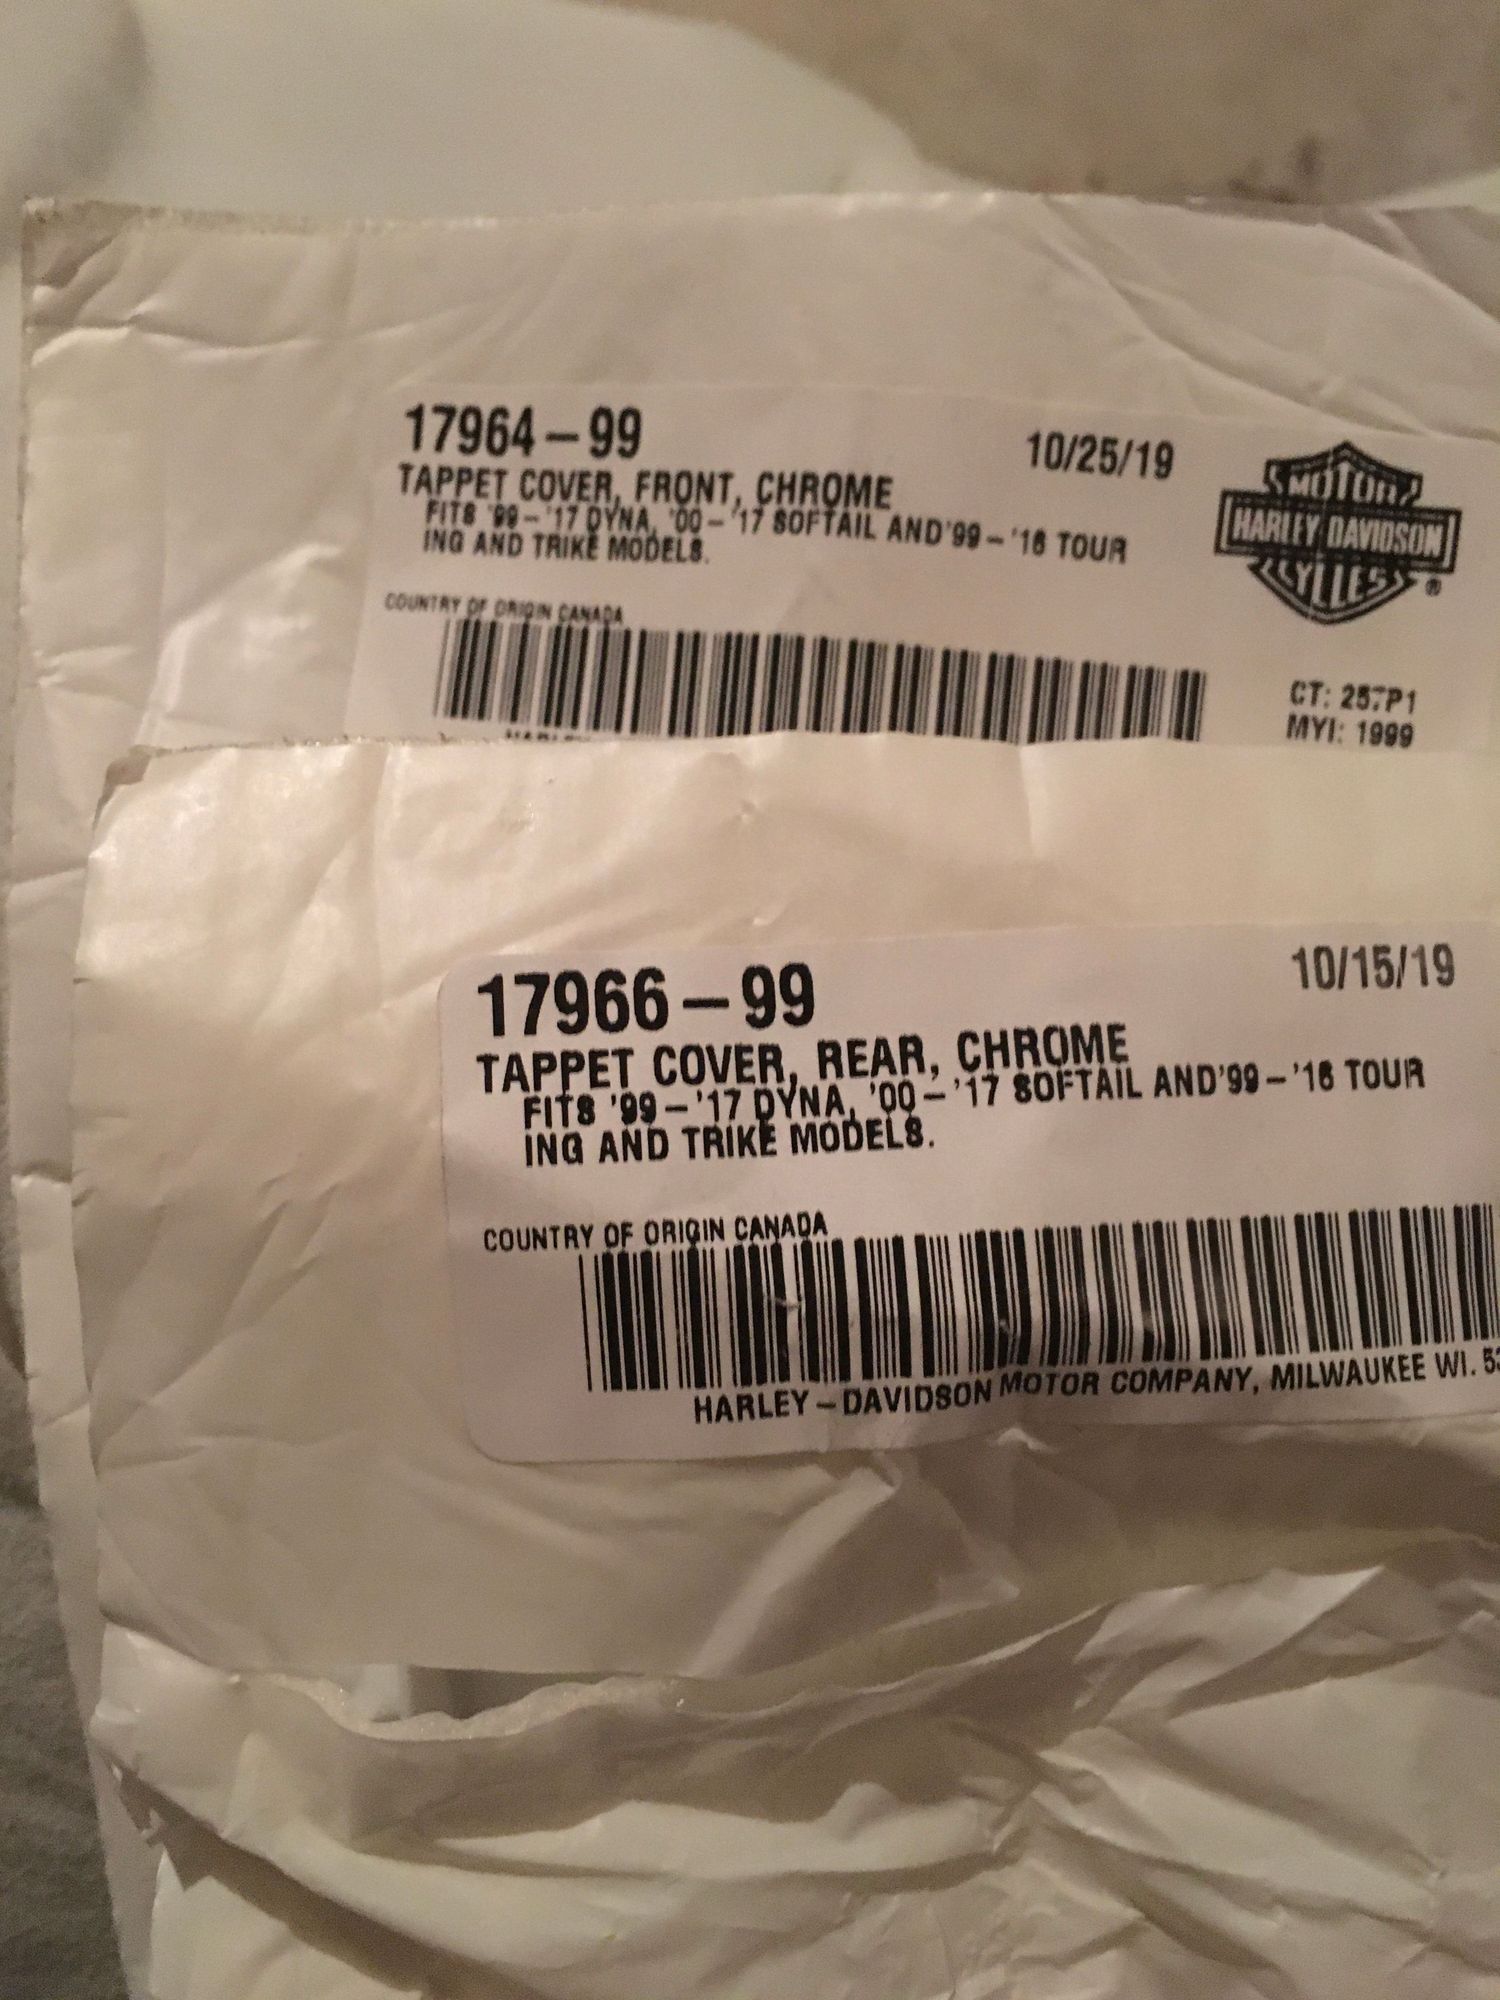 17964-99
10/25/19
TAPPET COVER, FRONT, CHROME
FITS '99-'17 DYNA, '00-'17 SOFTAIL AND'99-'16 TOUR
ING AND TRIKE MODELS.
MOTOR
HARLEY-DAVIDSON
CYCLES
®
COUNTRY OF ORIGIN CANADA
CT: 257P1
MYI: 1999
17966-99
10/15/19
TAPPET COVER, REAR, CHROME
FITS '99-'17 DYNA, '00-'17 SOFTAIL AND'99-'16 TOUR
ING AND TRIKE MODELS.
COUNTRY OF ORIGIN CANADA
HARLEY-DAVIDSON MOTOR COMPANY, MILWAUKEE WI.